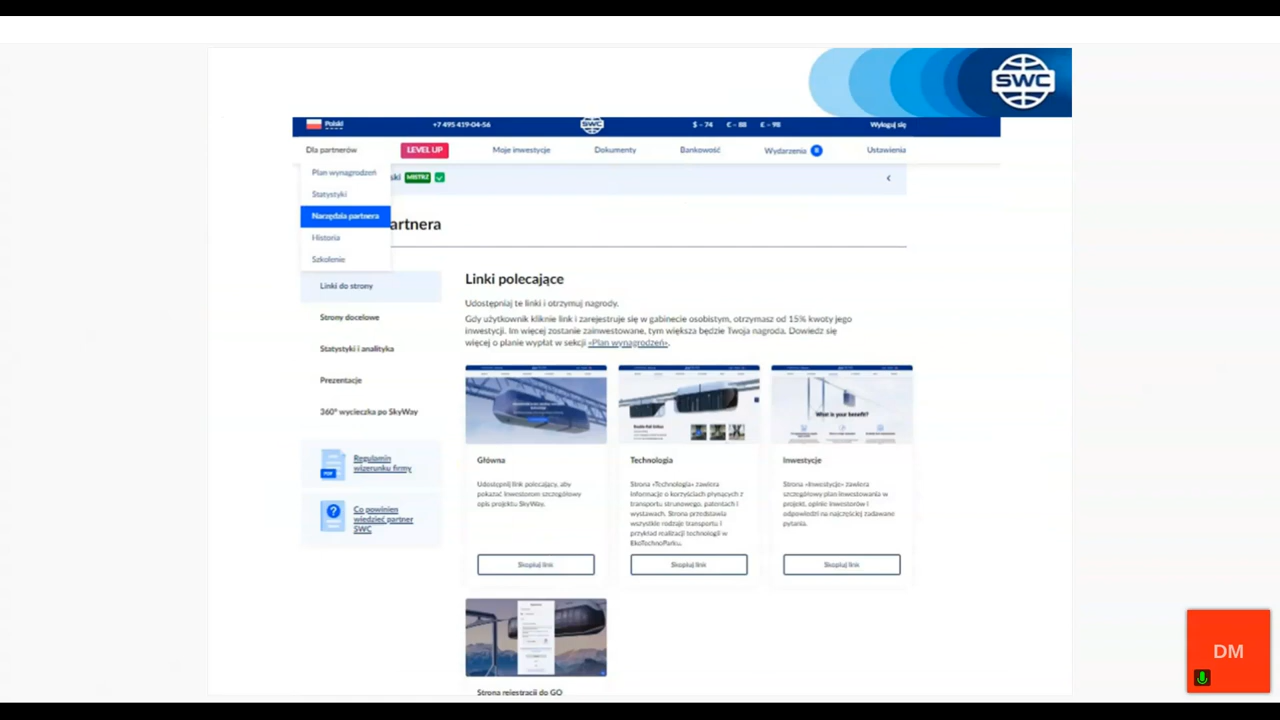 SWC
Polski
+7 495 419-04-56
SWC
$ - 74 € - 88 £ - 98
Wyloguj się
Dla partnerów
LEVEL UP
Moje inwestycje
Dokumenty
Bankowość
Wydarzenia
Ustawienia
Plan wynagrodzeń
ski MISTRZ
Statystyki
Narzędzia partnera
artnera
Historia
Szkolenie
Linki do strony
Strony docelowe
Statystyki i analityka
Prezentacje
360° wycieczka po SkyWay
PDF
Regulamin
wizerunku firmy
?
Co powinien
wiedzieć partner
SWC
Linki polecające
Udostępniaj te linki i otrzymuj nagrody.
Gdy użytkownik kliknie link i zarejestruje się w gabinecie osobistym, otrzymasz od 15% kwoty jego
inwestycji. Im więcej zostanie zainwestowane, tym większa będzie Twoja nagroda. Dowiedz się
więcej o planie wypłat w sekcji «Plan wynagrodzeń».
What is your benefit?
Główna
Udostępnij link polecający, aby
pokazać inwestorom szczegółowy
opis projektu SkyWay.
Skopiuj link
Technologia
Strona «Technologia» zawiera
informacje o korzyściach płynących z
transportu strunowego, patentach i
wystawach. Strona przedstawia
wszystkie rodzaje transportu i
przykład realizacji technologii w
EkoTechnoParku.
Skopiuj link
Inwestycje
Strona «Inwestycje» zawiera
szczegółowy plan inwestowania w
projekt, opinie inwestorów i
odpowiedzi na najczęściej zadawane
pytania.
Skopiuj link
Strona rejestracji do GO
DM